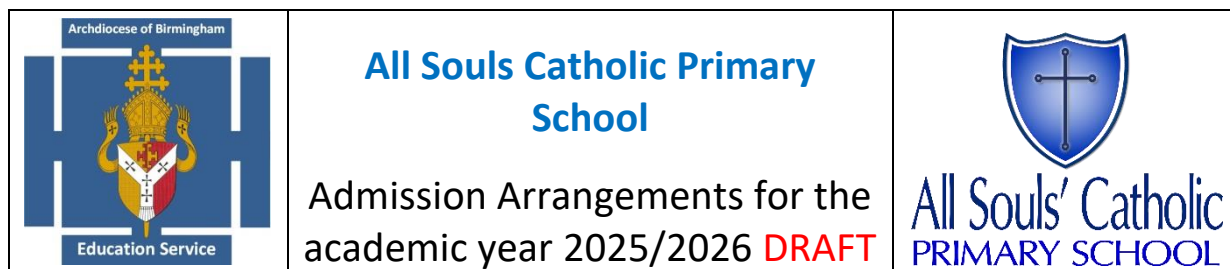 Archdiocese of Birmingham
Education Service
All Souls Catholic Primary
School
Admission Arrangements for the
academic year 2025/2026 DRAFT
All Souls' Catholic
PRIMARY SCHOOL